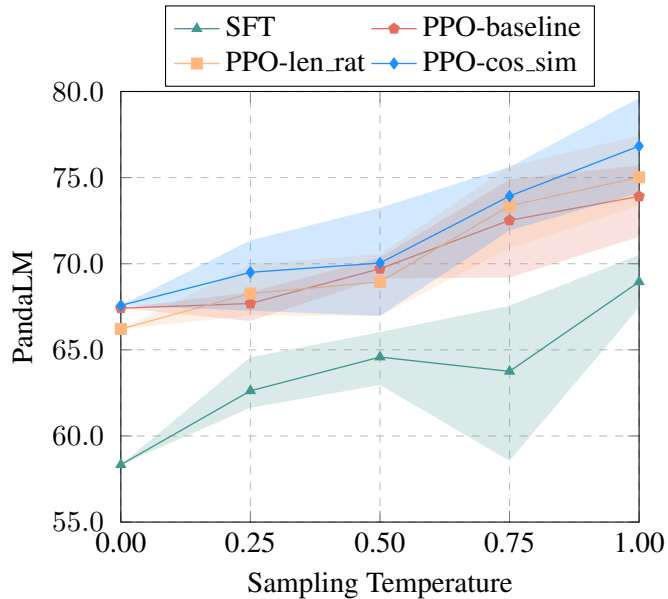 SFT PPO-baseline
PPO-len_rat PPO-cos_sim
80.0
75.0
70.0
65.0
60.0
55.0
PandaLM
0.00 0.25 0.50 0.75 1.00
Sampling Temperature